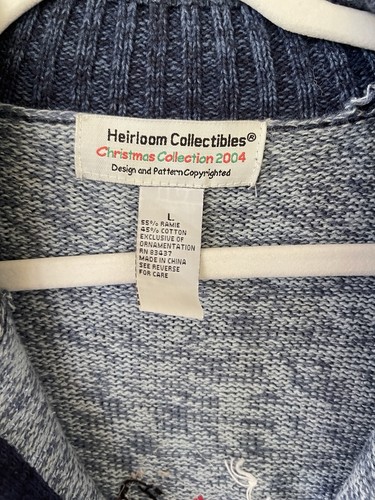 Heirloom Collectibles®
Christmas Collection 2004
Design and Pattern Copyrighted
L
55% RAMIE
45% COTTON
EXCLUSIVE OF
ORNAMENTATION
RN 83437
MADE IN CHINA
SEE REVERSE
FOR CARE